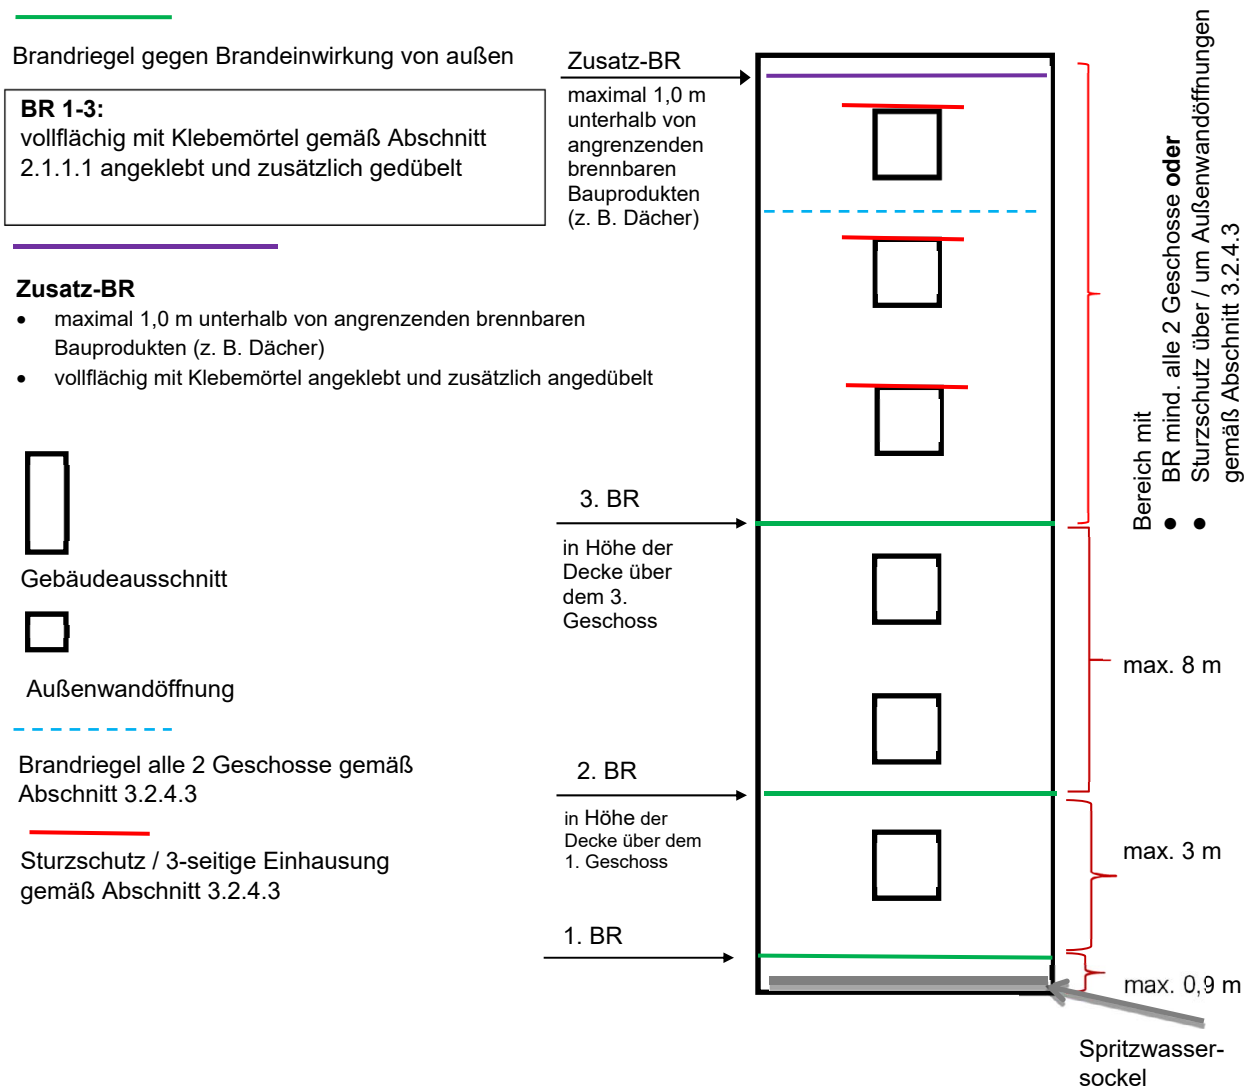 Brandriegel gegen Brandeinwirkung von außen
BR 1-3:
vollflächig mit Klebemörtel gemäß Abschnitt
2.1.1.1 angeklebt und zusätzlich gedübelt
Zusatz-BR
• maximal 1,0 m unterhalb von angrenzenden brennbaren
Bauprodukten (z. B. Dächer)
• vollflächig mit Klebemörtel angeklebt und zusätzlich angedübelt
Gebäudeausschnitt
Außenwandöffnung
Brandriegel alle 2 Geschosse gemäß
Abschnitt 3.2.4.3
Sturzschutz / 3-seitige Einhausung
gemäß Abschnitt 3.2.4.3
Zusatz-BR
maximal 1,0 m
unterhalb von
angrenzenden
brennbaren
Bauprodukten
(z. B. Dächer)
3. BR
in Höhe der
Decke über
dem 3.
Geschoss
2. BR
in Höhe der
Decke über dem
1. Geschoss
1. BR
Bereich mit
• BR mind. alle 2 Geschosse oder
• Sturzschutz über / um Außenwandöffnungen
gemäß Abschnitt 3.2.4.3
max. 8 m
max. 3 m
max. 0,9 m
Spritzwasser-
sockel